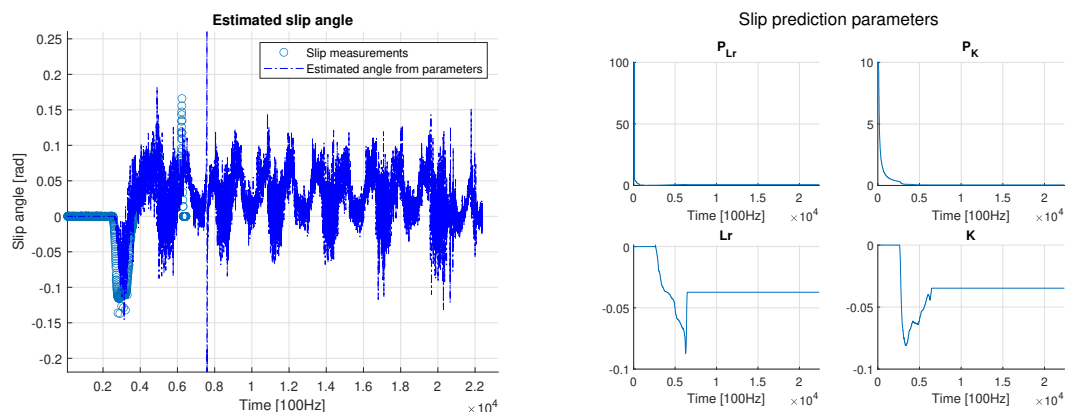 Estimated slip angle
Slip measurements
Estimated angle from parameters
Slip angle [rad]
0.25
0.2
0.15
0.1
0.05
0
-0.05
-0.1
-0.15
-0.2
0.2 0.4 0.6 0.8 1 1.2 1.4 1.6 1.8 2 2.2
Time [100Hz]
× 10^4
Slip prediction parameters
P_Lr
100
50
0
0 0.5 1 1.5 2
Time [100Hz]
× 10^4
P_K
10
5
0
0 0.5 1 1.5 2
Time [100Hz]
× 10^4
Lr
0
-0.05
-0.1
0 0.5 1 1.5 2
Time [100Hz]
× 10^4
K
0
-0.05
-0.1
0 0.5 1 1.5 2
Time [100Hz]
× 10^4